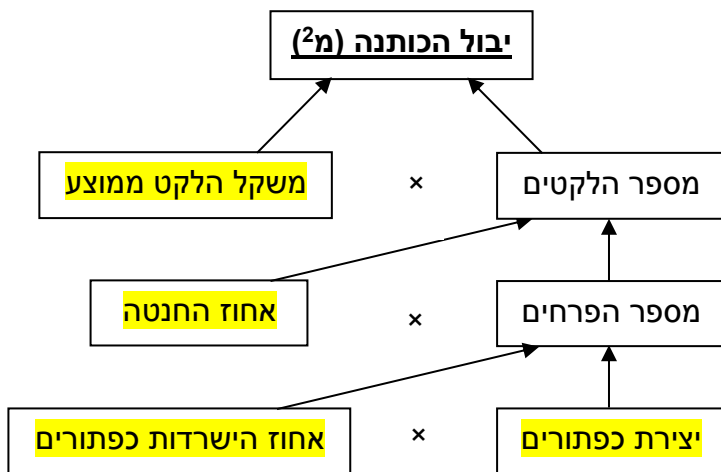 יבול הכותנה (מ²)
מספר הלקטים
×
משקל הלקט ממוצע
מספר הפרחים
×
אחוז החנטה
יצירת כפתורים
×
אחוז הישרדות כפתורים